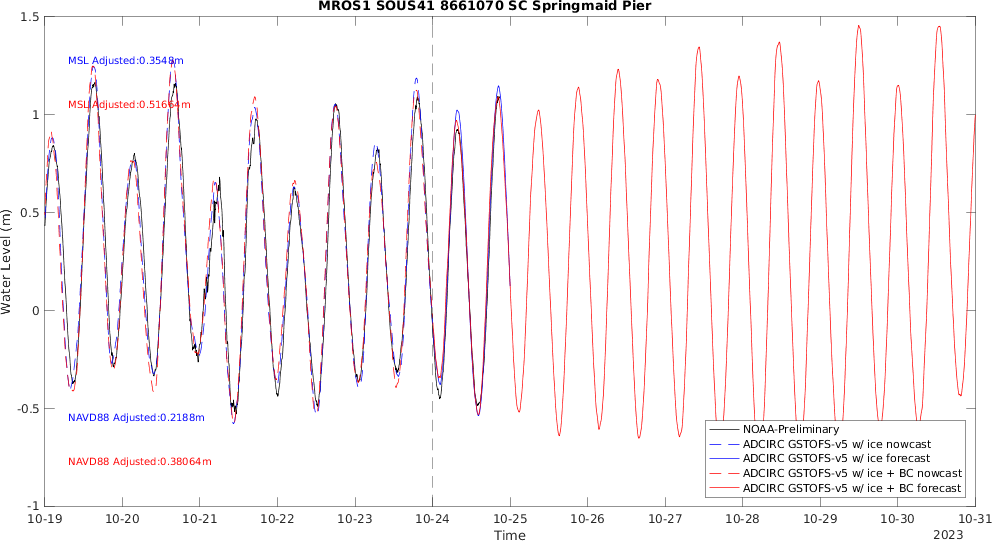 MROS1 SOUS41 8661070 SC Springmaid Pier
1.5
1
0.5
0
-0.5
-1
Water Level (m)
MSL Adjusted:0.3548m
MSL Adjusted:0.51664m
NAVD88 Adjusted:0.2188m
NAVD88 Adjusted:0.38064m
NOAA-Preliminary
ADCIRC GSTOFS-v5 w/ ice nowcast
ADCIRC GSTOFS-v5 w/ ice forecast
ADCIRC GSTOFS-v5 w/ ice + BC nowcast
ADCIRC GSTOFS-v5 w/ ice + BC forecast
10-19 10-20 10-21 10-22 10-23 10-24 10-25 10-26 10-27 10-28 10-29 10-30 10-31
Time
2023